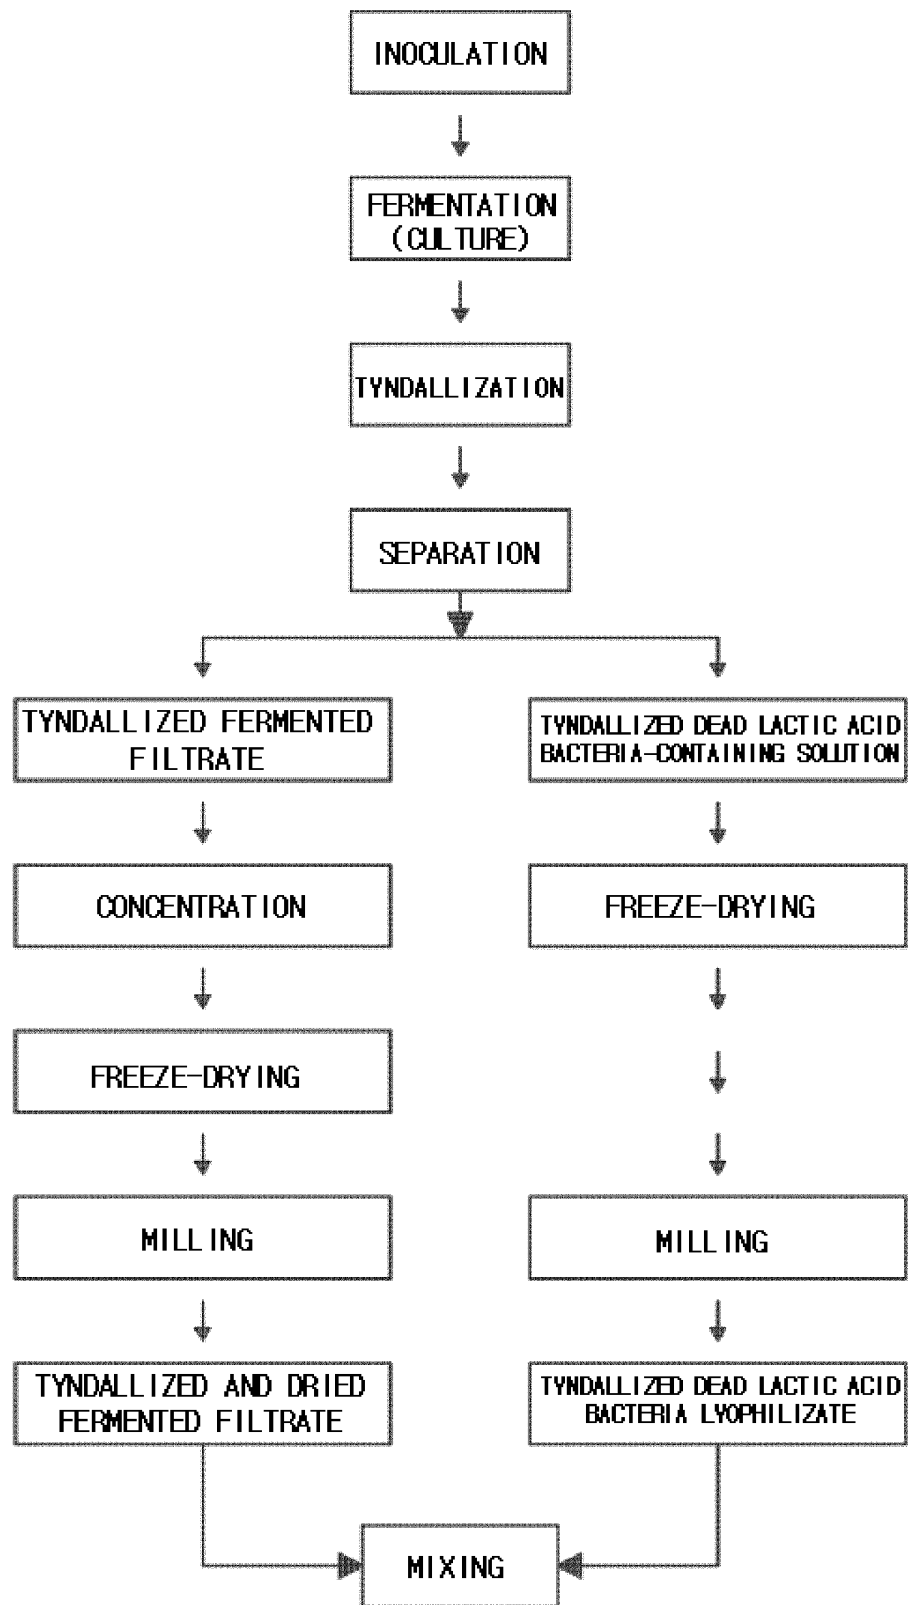 INOCULATION
FERMENTATION
(CULTURE)
TYNDALLIZATION
SEPARATION
TYNDALLIZED FERMENTED
FILTRATE
CONCENTRATION
FREEZE-DRYING
MILLING
TYNDALLIZED AND DRIED
FERMENTED FILTRATE
TYNDALLIZED DEAD LACTIC ACID
BACTERIA-CONTAINING SOLUTION
FREEZE-DRYING
MILLING
TYNDALLIZED DEAD LACTIC ACID
BACTERIA LYOPHILIZATE
MIXING